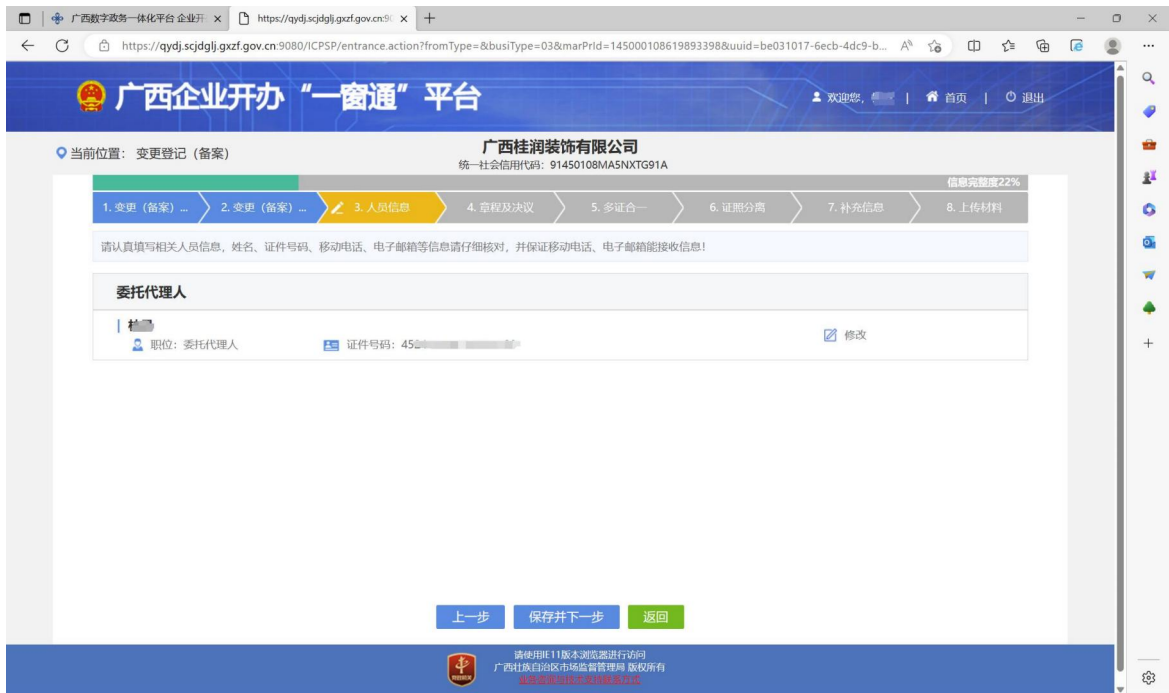 广西数字政务一体化平台 企业开
https://qydj.scjdglj.gxzf.gov.cn:90
https://qydj.scjdglj.gxzf.gov.cn:9080/ICPSP/entrance.action?fromType=&busiType=03&marPrId=145000108619893398&uuid=be031017-6ecb-4dc9-b...
广西企业开办“一窗通”平台
欢迎您,
| 首页 | 退出
当前位置: 变更登记 (备案)
广西桂润装饰有限公司
统一社会信用代码: 91450108MA5NXTG91A
信息完整度22%
1. 变更 (备案) ...
2. 变更 (备案) ...
3. 人员信息
4. 章程及决议
5. 多证合一
6. 证照分离
7. 补充信息
8. 上传材料
请认真填写相关人员信息, 姓名、证件号码、移动电话、电子邮箱等信息请仔细核对, 并保证移动电话、电子邮箱能接收信息!
委托代理人
职位: 委托代理人
证件号码: 452
修改
上一步
保存并下一步
返回
请使用IE11版本浏览器进行访问
广西壮族自治区市场监督管理局 版权所有